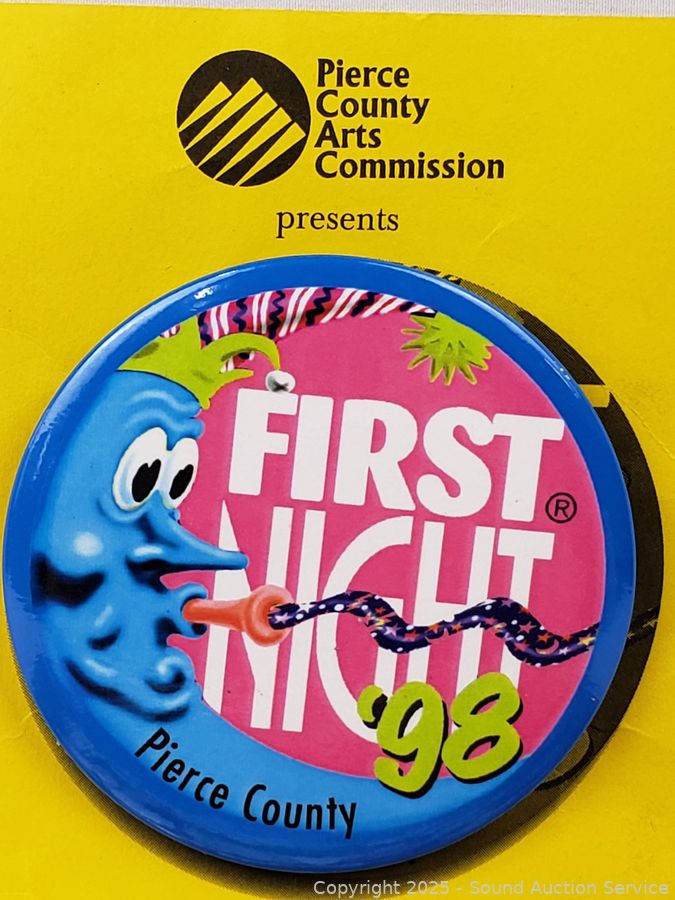 Pierce
County
Arts
Commission
presents
FIRST
®
NIGHT
'98
Pierce County
Copyright 2025 - Sound Auction Service